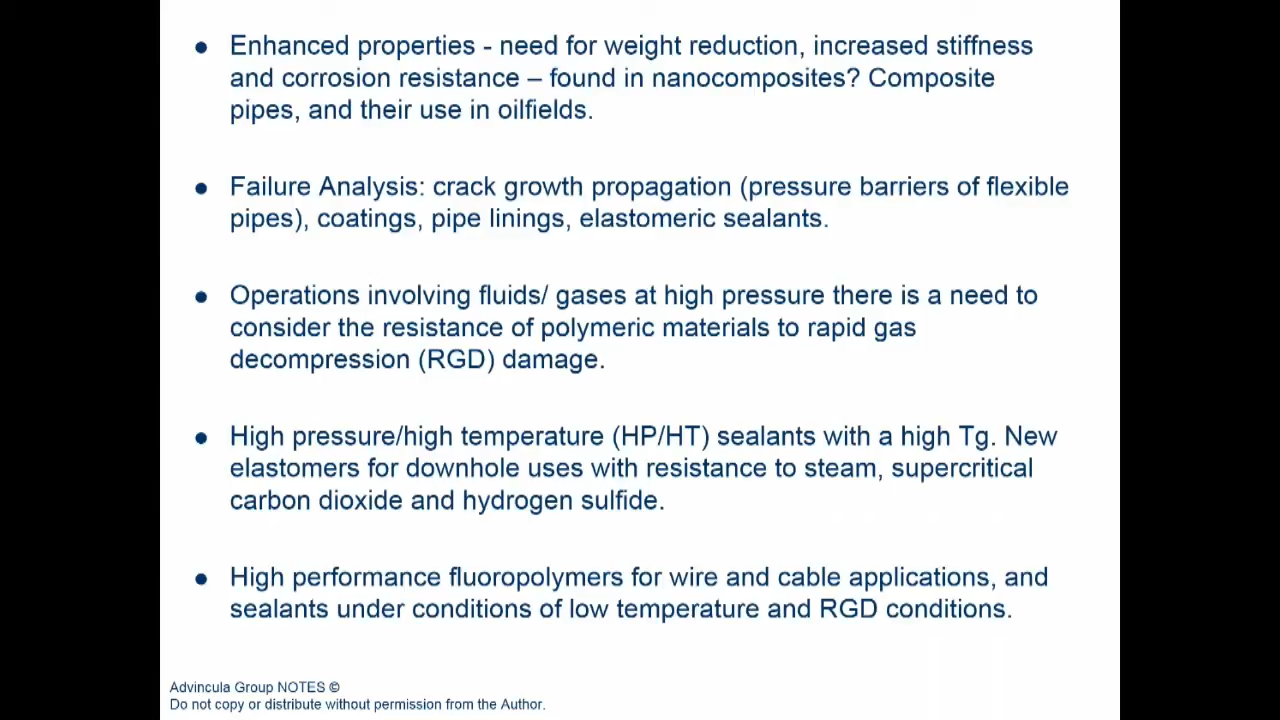 ● Enhanced properties - need for weight reduction, increased stiffness
and corrosion resistance – found in nanocomposites? Composite
pipes, and their use in oilfields.
● Failure Analysis: crack growth propagation (pressure barriers of flexible
pipes), coatings, pipe linings, elastomeric sealants.
● Operations involving fluids/ gases at high pressure there is a need to
consider the resistance of polymeric materials to rapid gas
decompression (RGD) damage.
● High pressure/high temperature (HP/HT) sealants with a high Tg. New
elastomers for downhole uses with resistance to steam, supercritical
carbon dioxide and hydrogen sulfide.
● High performance fluoropolymers for wire and cable applications, and
sealants under conditions of low temperature and RGD conditions.
Advincula Group NOTES ©
Do not copy or distribute without permission from the Author.